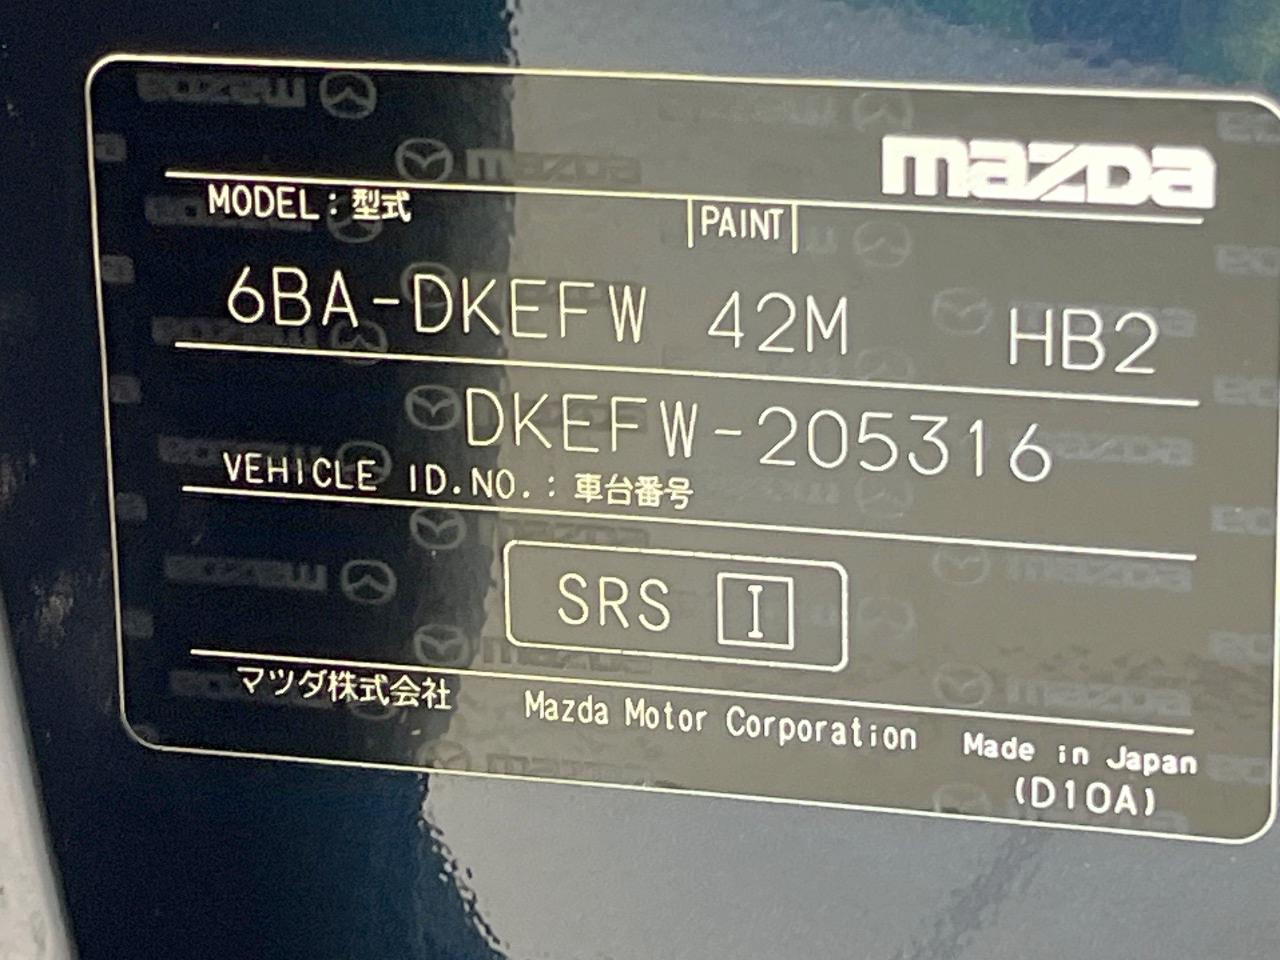 mazda
MODEL : 型式 PAINT
6BA-DKEFW 42M HB2
DKEFW-205316
VEHICLE ID.NO. : 車台番号
SRS I
マツダ株式会社 Mazda Motor Corporation Made in Japan
(D10A)